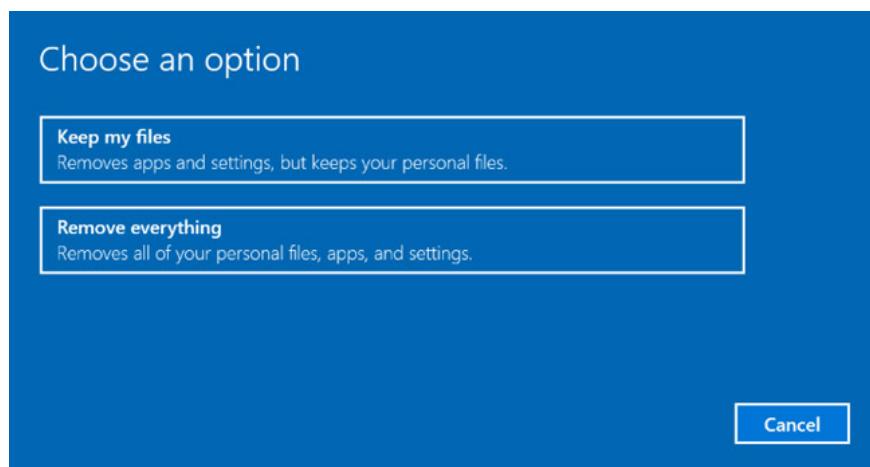 Choose an option
Keep my files
Removes apps and settings, but keeps your personal files.
Remove everything
Removes all of your personal files, apps, and settings.
Cancel